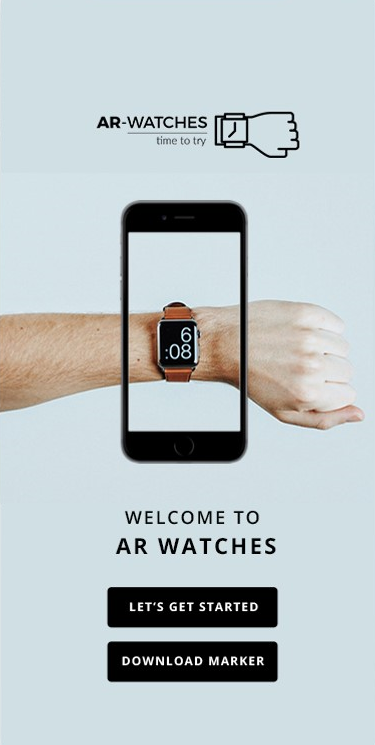 AR-WATCHES
time to try
6
:08
WELCOME TO
AR WATCHES
LET'S GET STARTED
DOWNLOAD MARKER